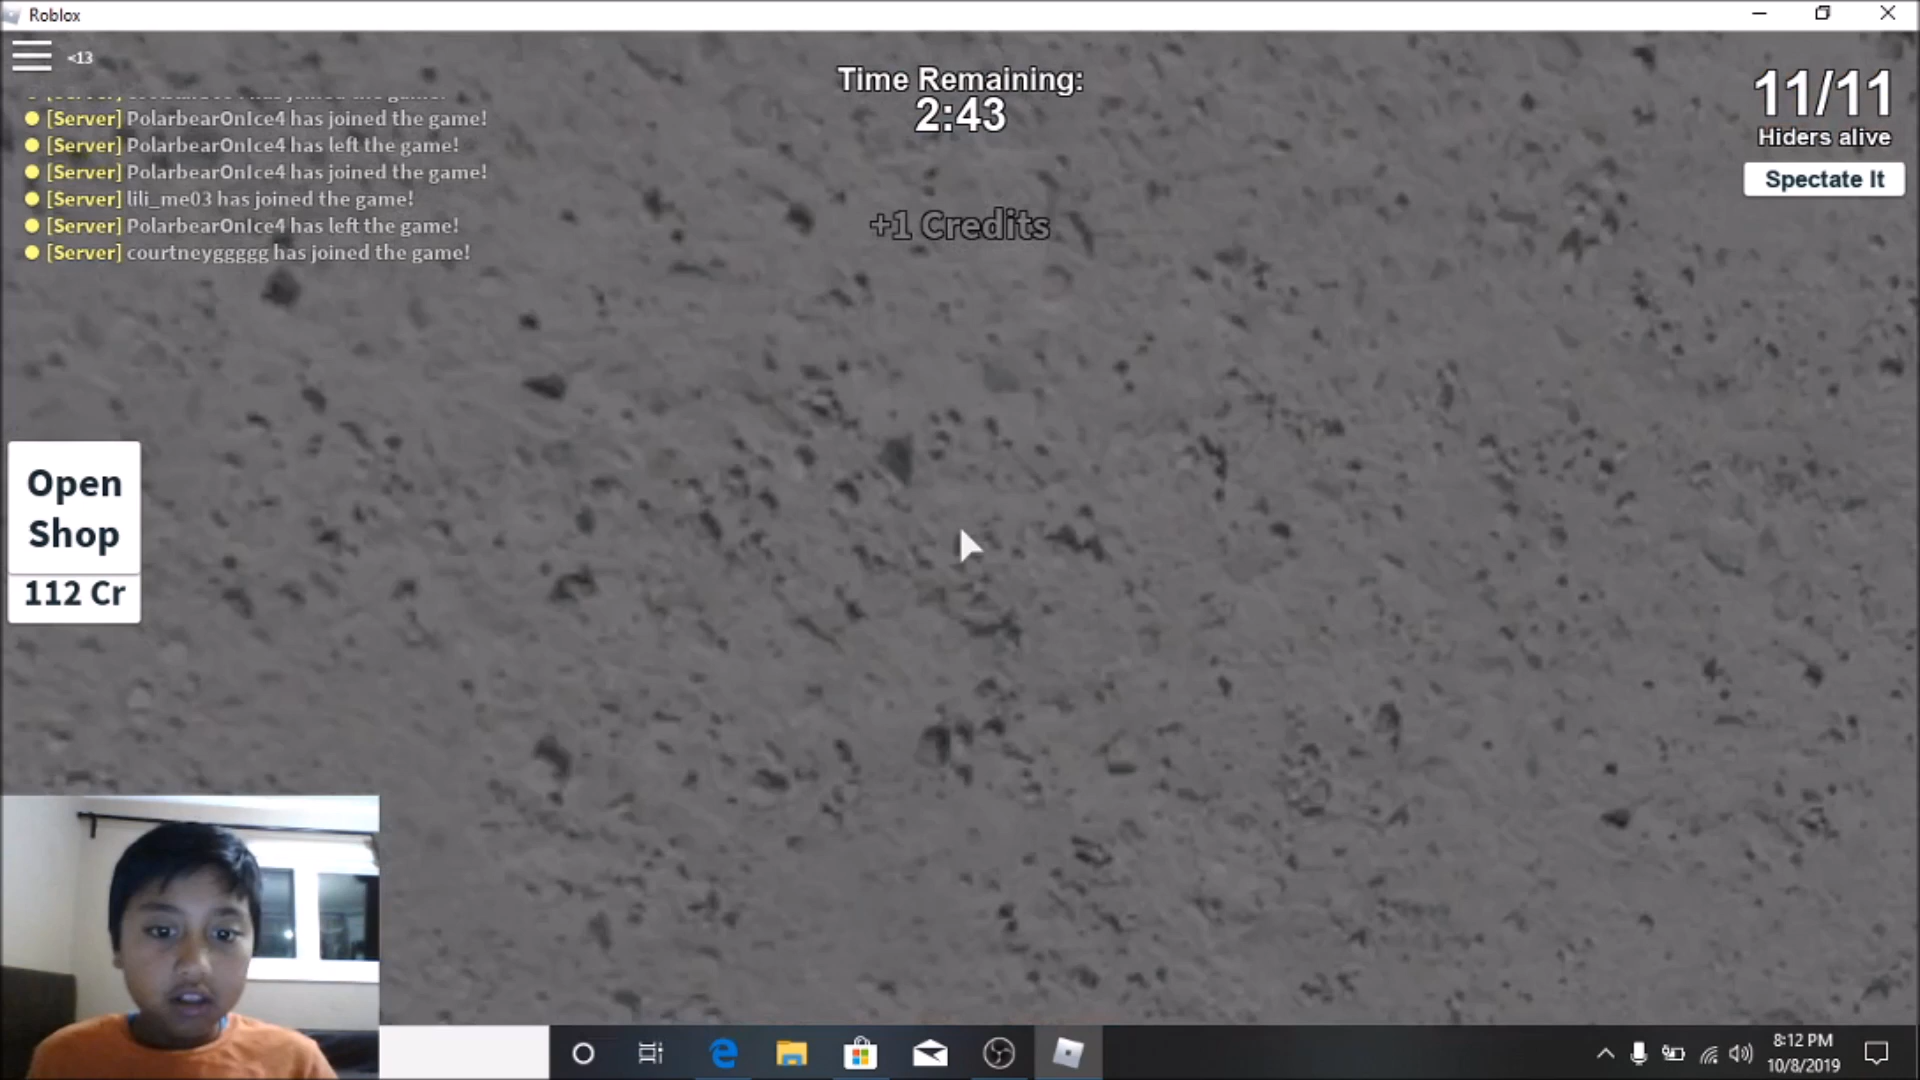 Roblox
<13
[Server] PolarbearOnIce4 has joined the game!
[Server] PolarbearOnIce4 has left the game!
[Server] PolarbearOnIce4 has joined the game!
[Server] lili_me03 has joined the game!
[Server] PolarbearOnIce4 has left the game!
[Server] courtneyggggg has joined the game!
Time Remaining:
2:43
+1 Credits
11/11
Hiders alive
Spectate It
Open
Shop
112 Cr
8:12 PM
10/8/2019